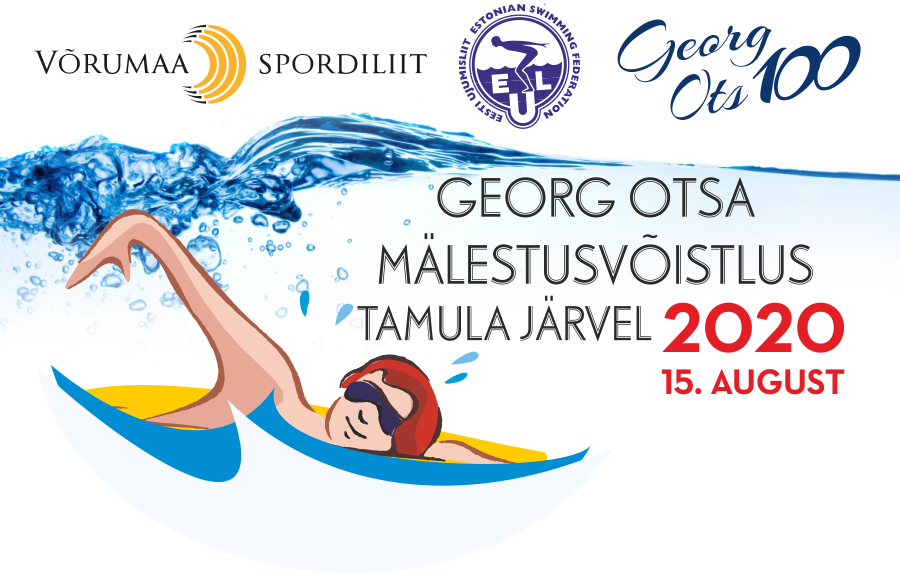 VÕRUMAA SPORDILIIT
EESTI UJUMISLIIT ESTONIAN SWIMMING FEDERATION
EUL
Georg
Ots 100
GEORG OTSA
MÄLESTUSVÕISTLUS
TAMULA JÄRVEL 2020
15. AUGUST